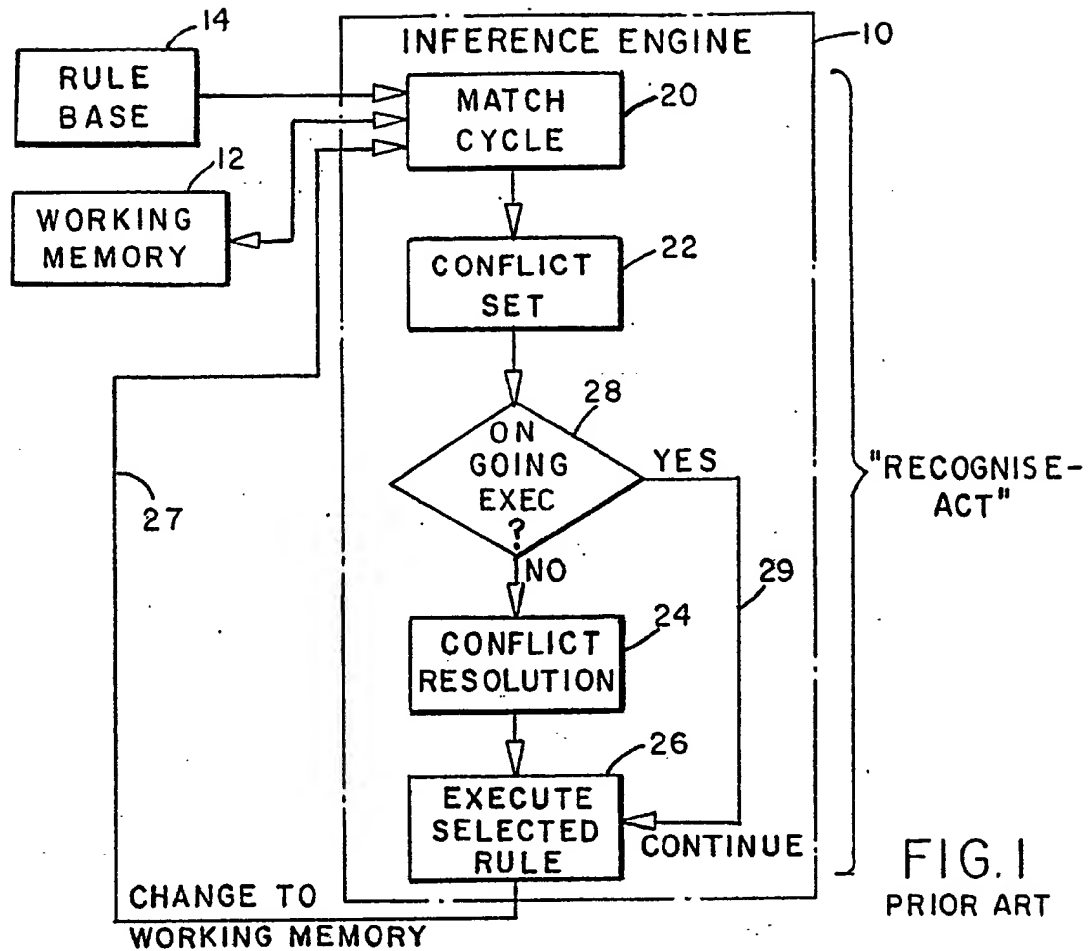 14
RULE
BASE
12
WORKING
MEMORY
INFERENCE ENGINE
10
MATCH
CYCLE
20
CONFLICT
SET
22
ON
GOING
EXEC
?
28
YES
NO
29
27
CONFLICT
RESOLUTION
24
EXECUTE
SELECTED
RULE
26
CONTINUE
CHANGE TO
WORKING MEMORY
"RECOGNISE-
ACT"
FIG.1
PRIOR ART